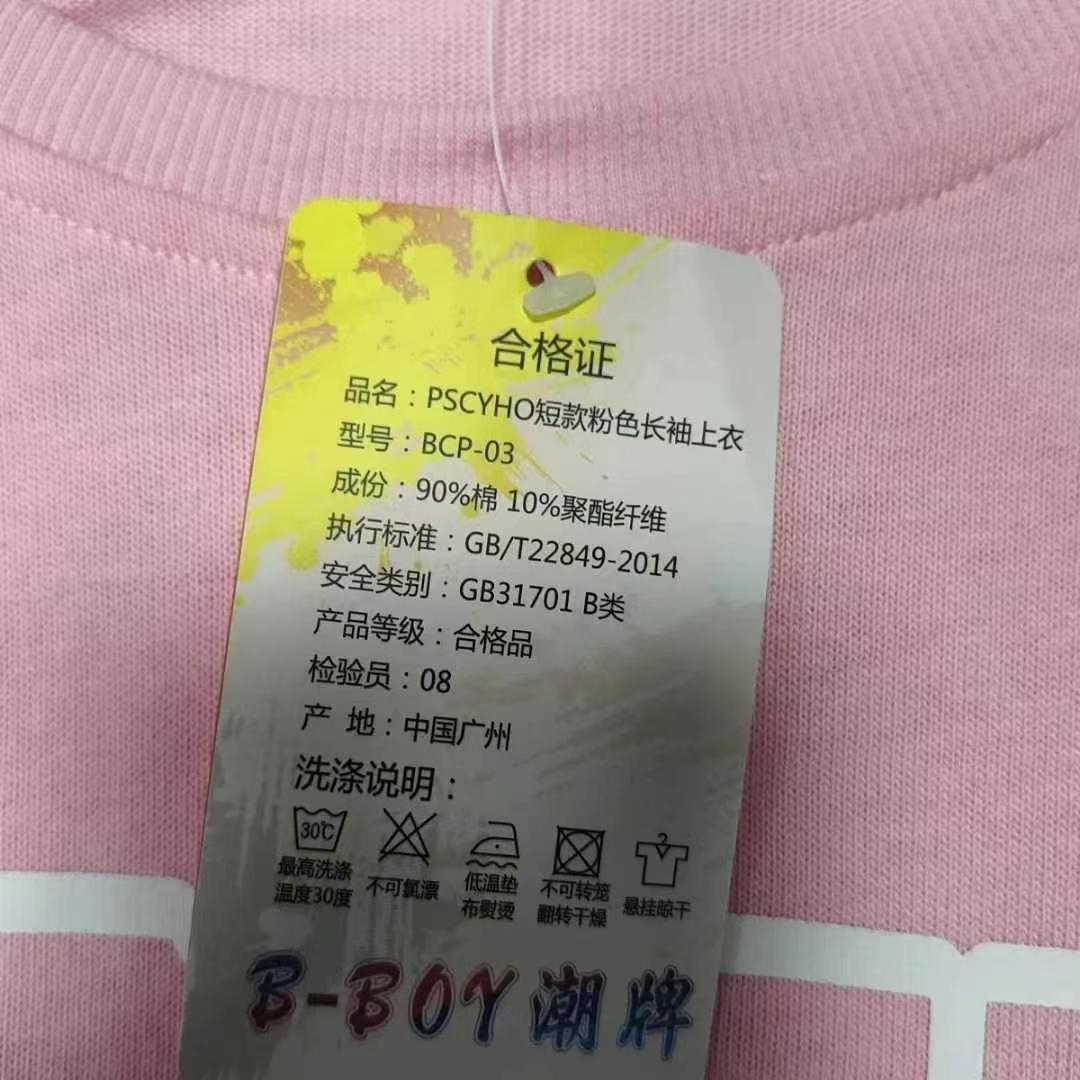 合格证
品名：PSCYHO短款粉色长袖上衣
型号：BCP-03
成份：90%棉 10%聚酯纤维
执行标准：GB/T22849-2014
安全类别：GB31701 B类
产品等级：合格品
检验员：08
产 地：中国广州
洗涤说明：
30℃
最高洗涤
温度30度
不可氯漂
低温垫
布熨烫
不可转笼
翻转干燥
悬挂晾干
B-BOY潮牌